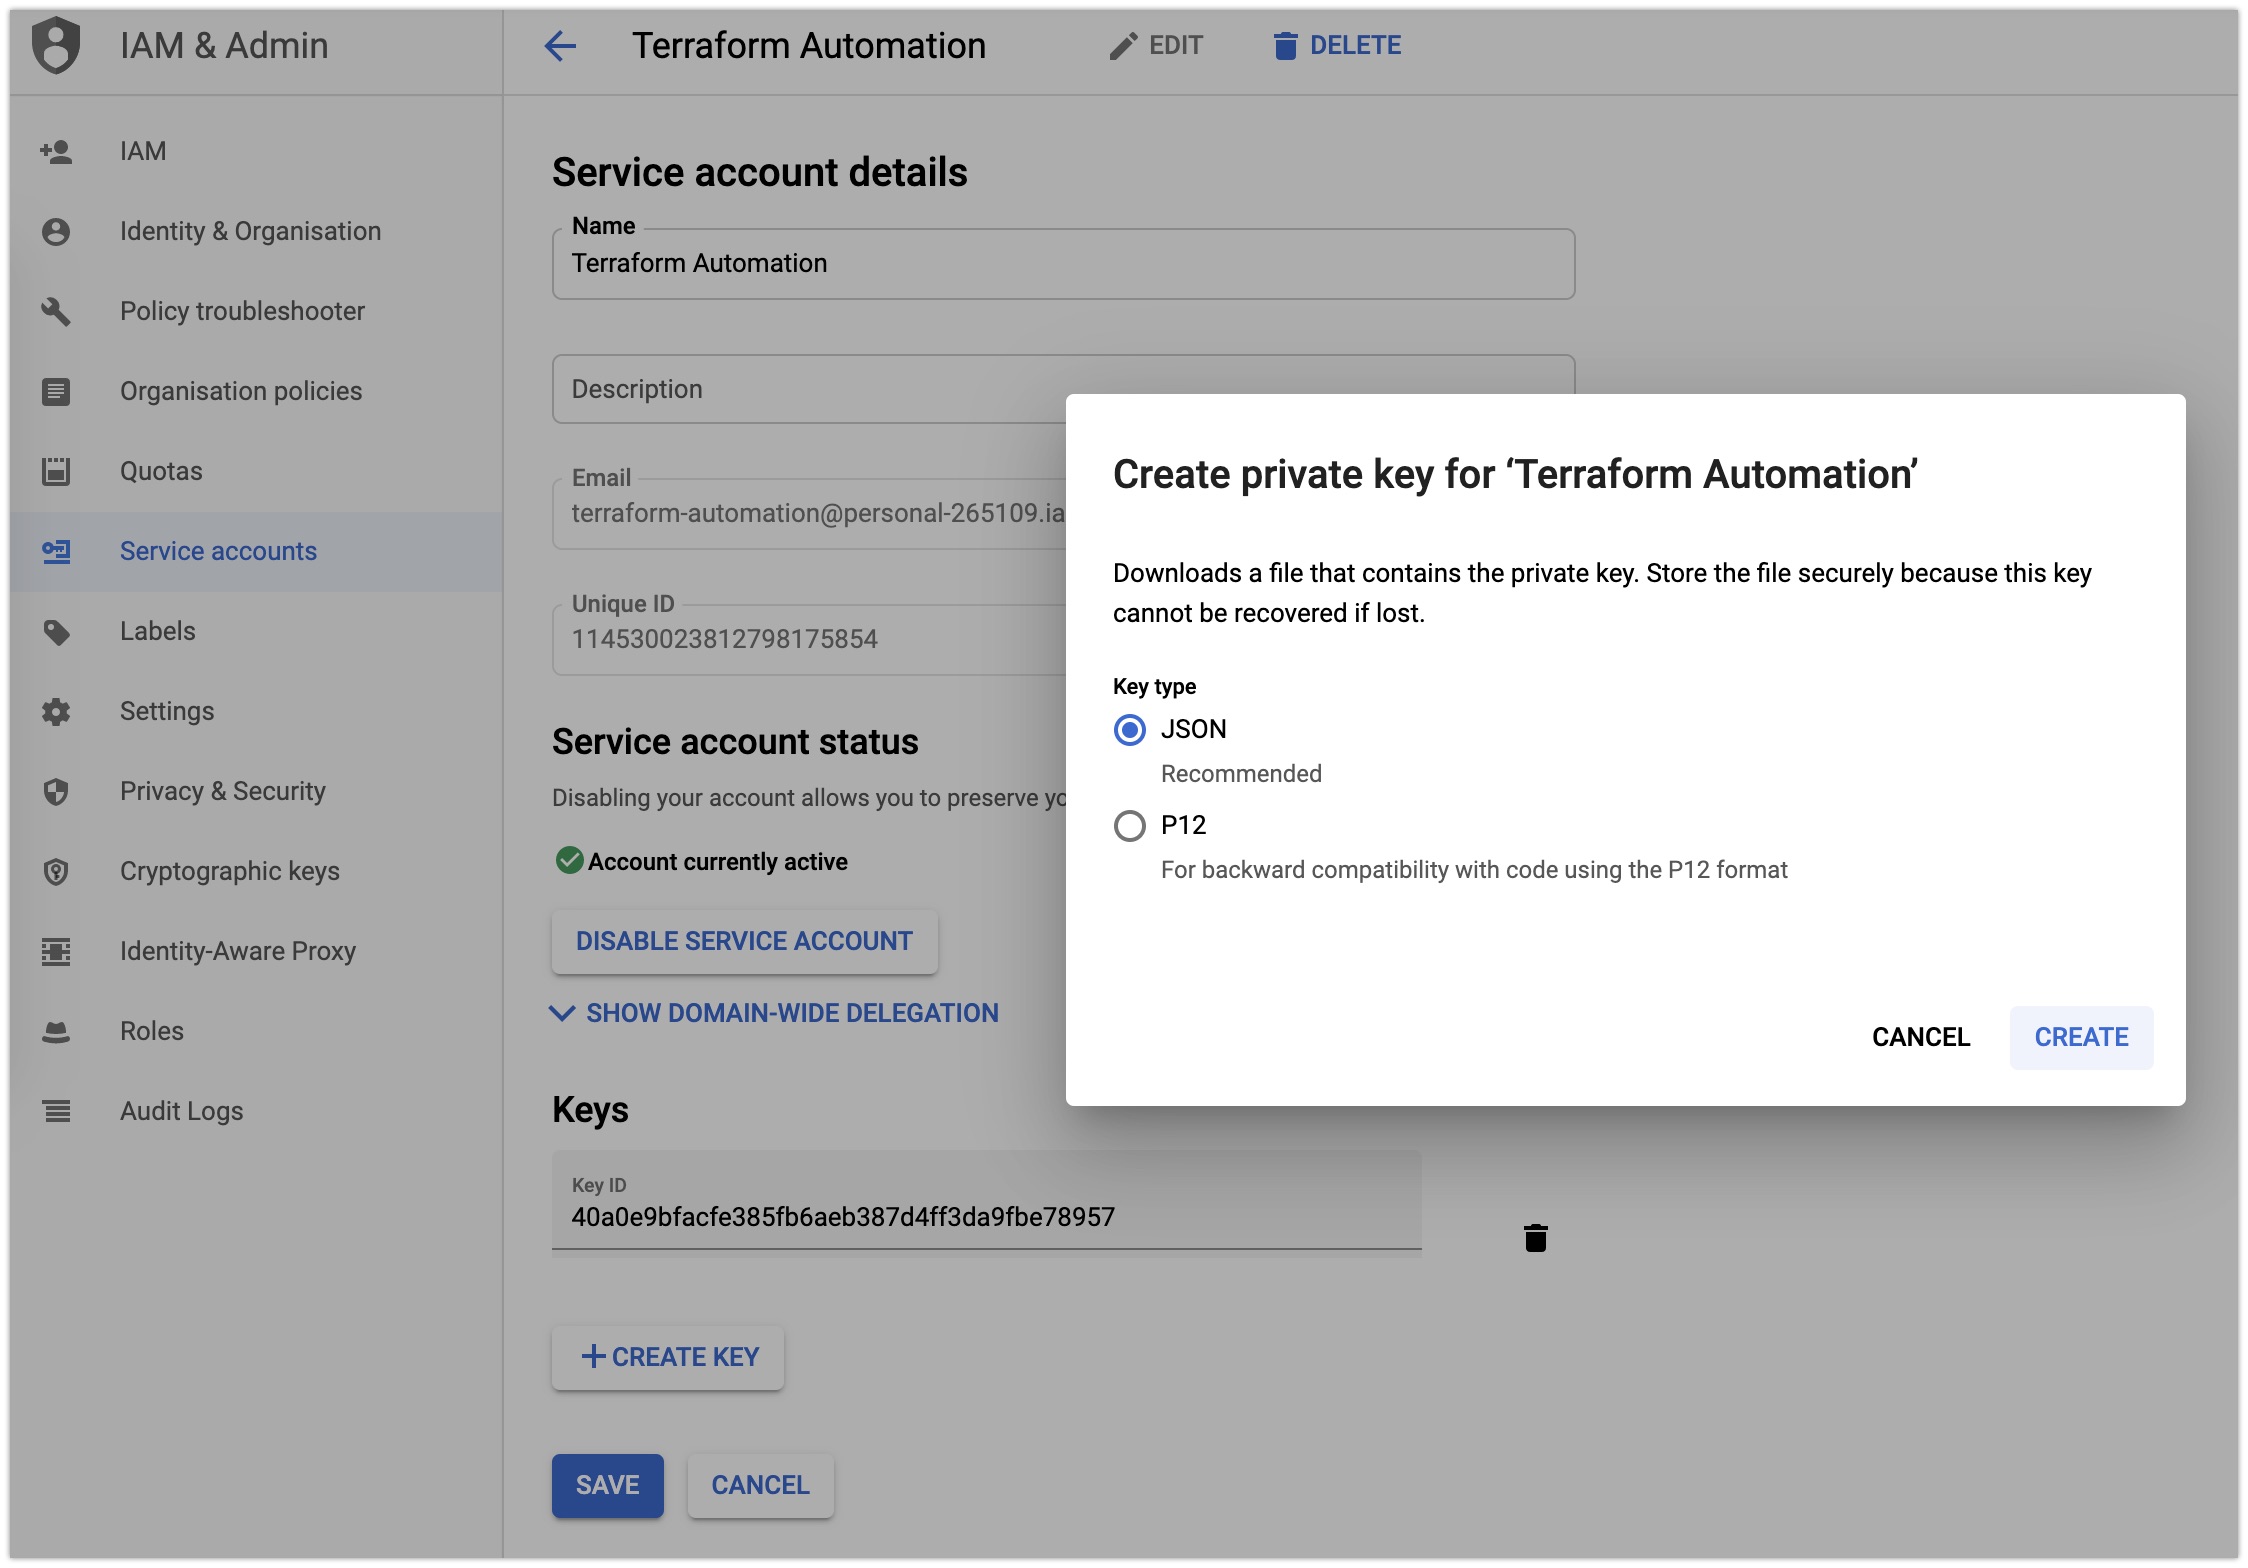 IAM & Admin
Terraform Automation
EDIT
DELETE
IAM
Identity & Organisation
Policy troubleshooter
Organisation policies
Quotas
Service accounts
Labels
Settings
Privacy & Security
Cryptographic keys
Identity-Aware Proxy
Roles
Audit Logs
Service account details
Name
Terraform Automation
Description
Email
terraform-automation@personal-265109.ia
Unique ID
114530023812798175854
Service account status
Disabling your account allows you to preserve yo
Account currently active
DISABLE SERVICE ACCOUNT
SHOW DOMAIN-WIDE DELEGATION
Keys
Key ID
40a0e9bfacfe385fb6aeb387d4ff3da9fbe78957
CREATE KEY
SAVE
CANCEL
Create private key for ‘Terraform Automation’
Downloads a file that contains the private key. Store the file securely because this key
cannot be recovered if lost.
Key type
JSON
Recommended
P12
For backward compatibility with code using the P12 format
CANCEL
CREATE